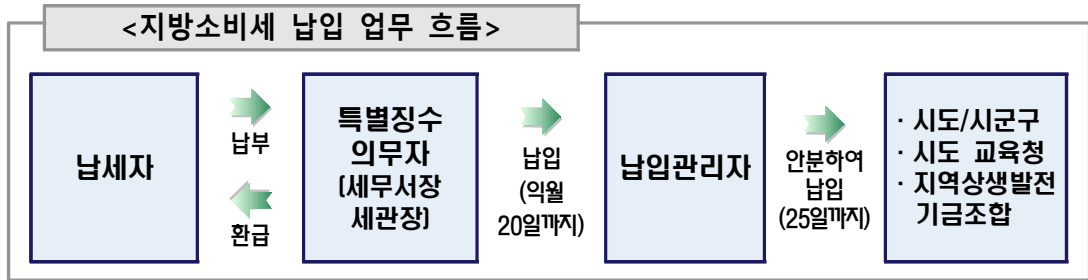 <지방소비세 납입 업무 흐름>
납세자
납부
환급
특별징수
의무자
(세무서장
세관장)
납입
(익월
20일까지)
납입관리자
안분하여
납입
(25일까지)
· 시도/시군구
· 시도 교육청
· 지역상생발전
기금조합